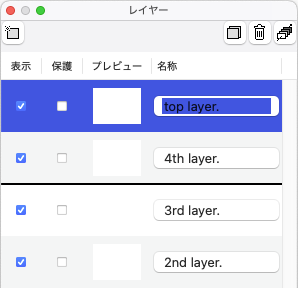 レイヤー
表示 保護 プレビュー 名称
top layer.
4th layer.
3rd layer.
2nd layer.